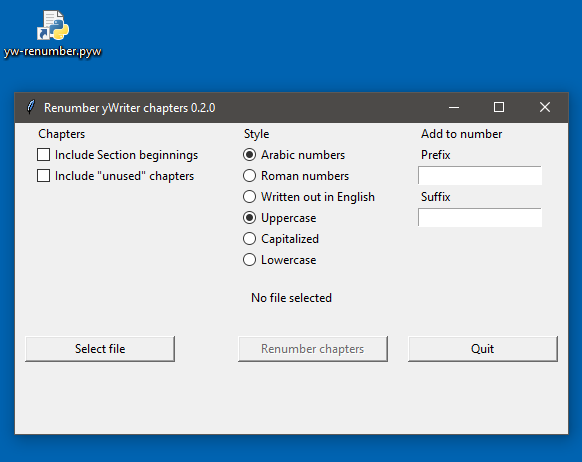 yw-renumber.pyw
Renumber yWriter chapters 0.2.0
Chapters
Include Section beginnings
Include "unused" chapters
Style
Arabic numbers
Roman numbers
Written out in English
Uppercase
Capitalized
Lowercase
Add to number
Prefix
Suffix
No file selected
Select file
Renumber chapters
Quit